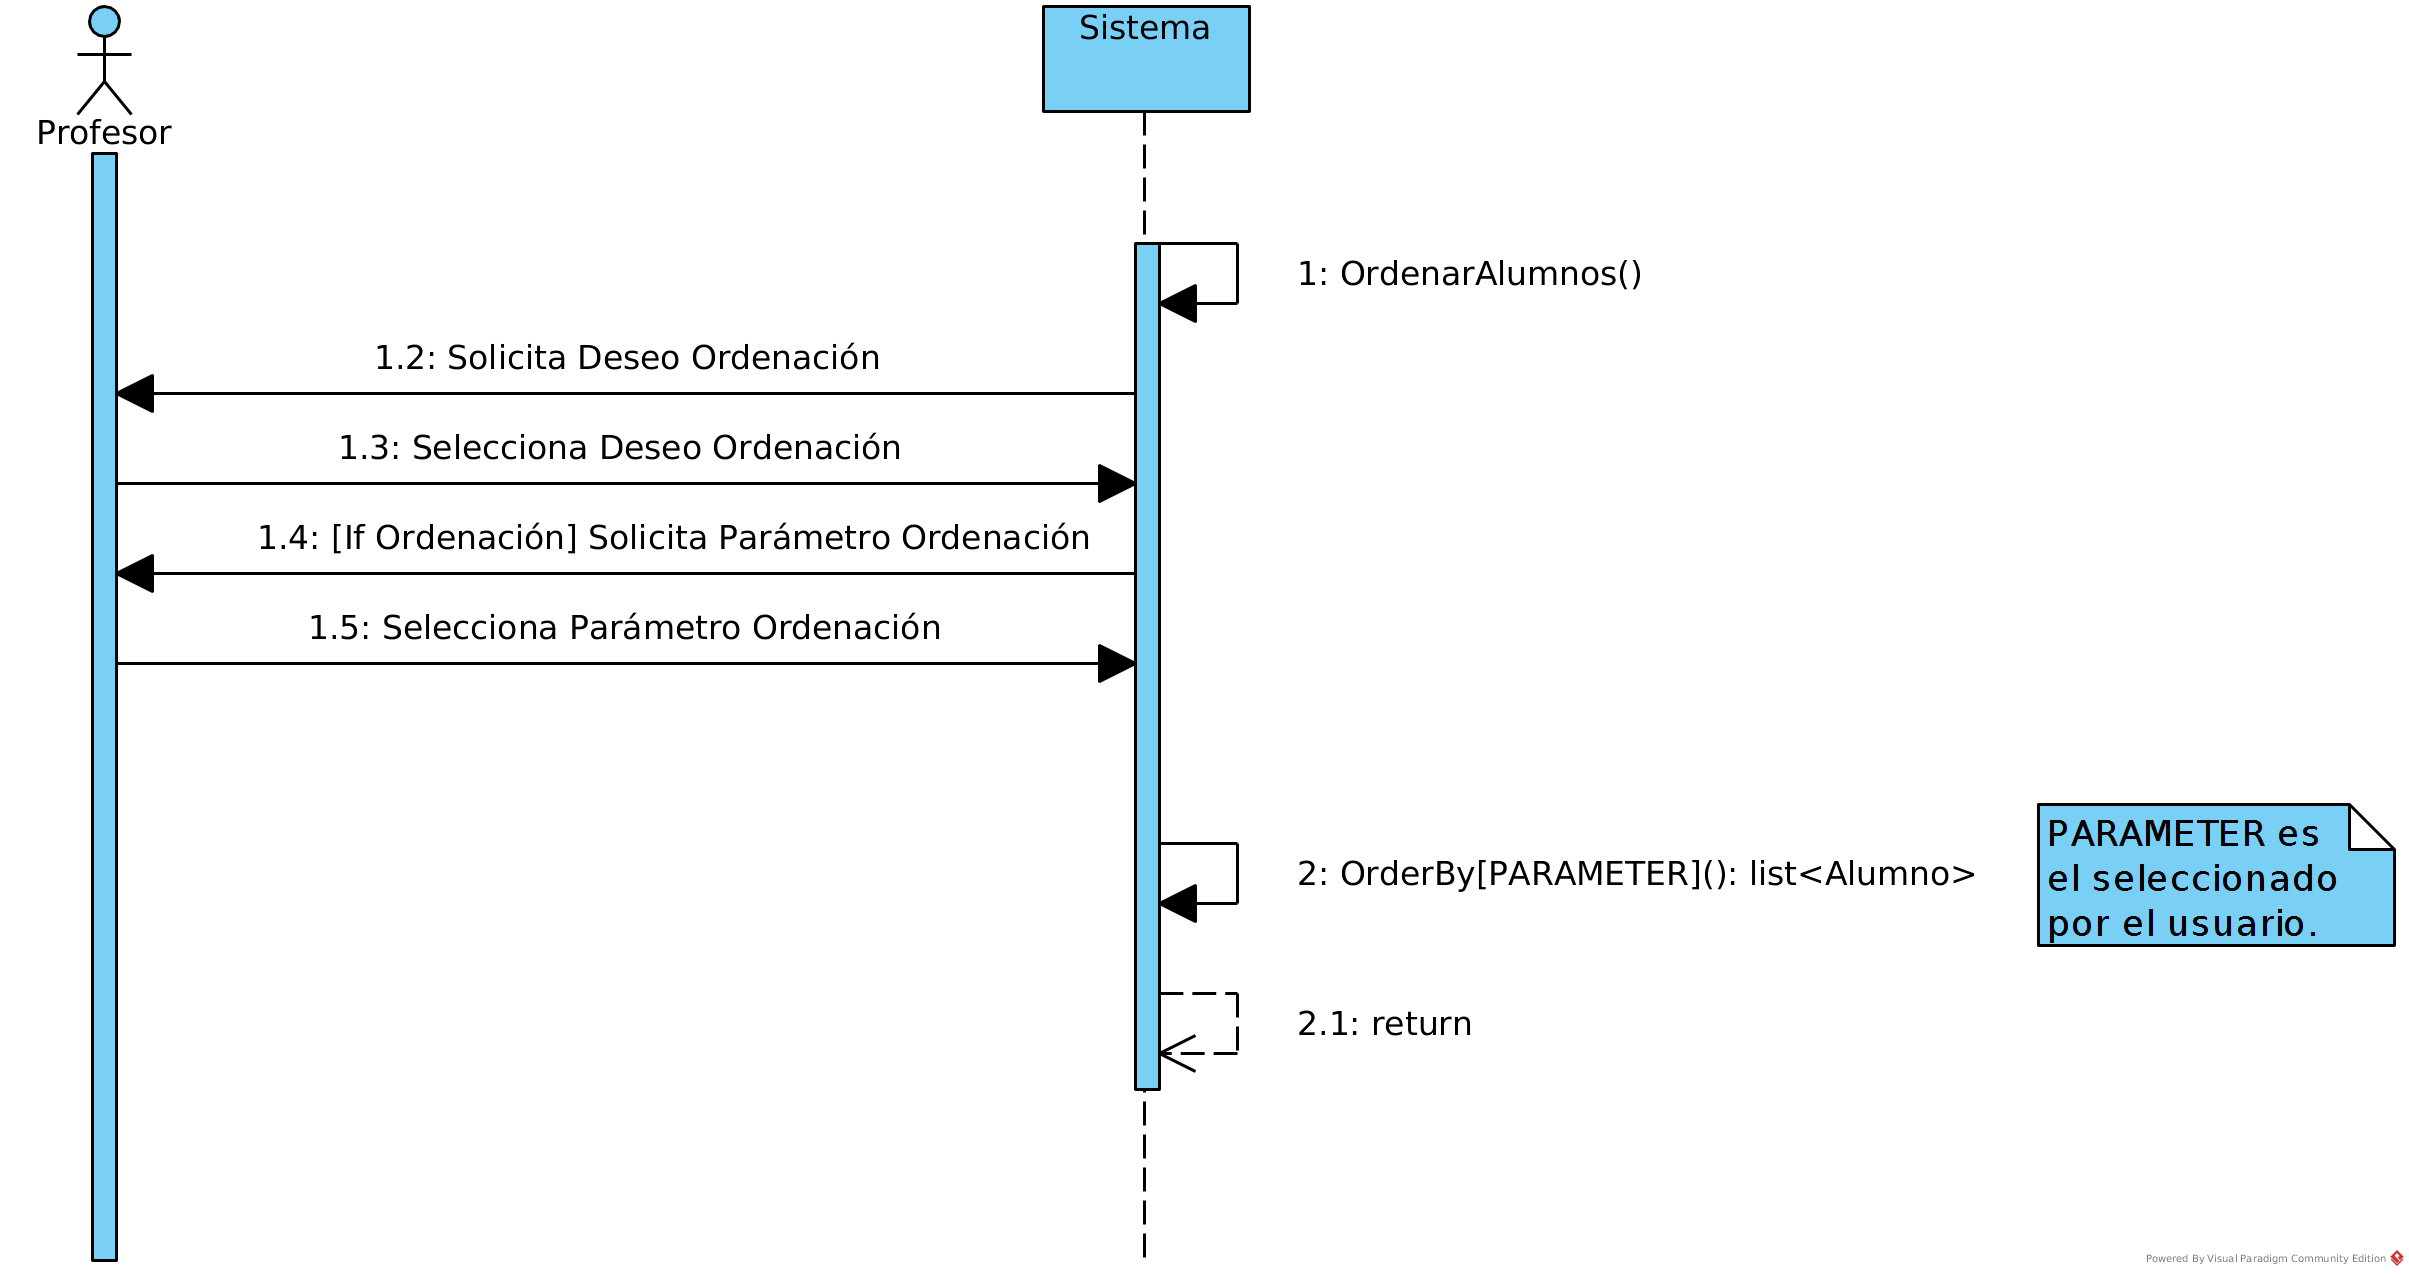 Sistema
Profesor
1: OrdenarAlumnos()
1.2: Solicita Deseo Ordenación
1.3: Selecciona Deseo Ordenación
1.4: [If Ordenación] Solicita Parámetro Ordenación
1.5: Selecciona Parámetro Ordenación
2: OrderBy[PARAMETER](): list<Alumno>
PARAMETER es
el seleccionado
por el usuario.
2.1: return
Powered By Visual Paradigm Community Edition